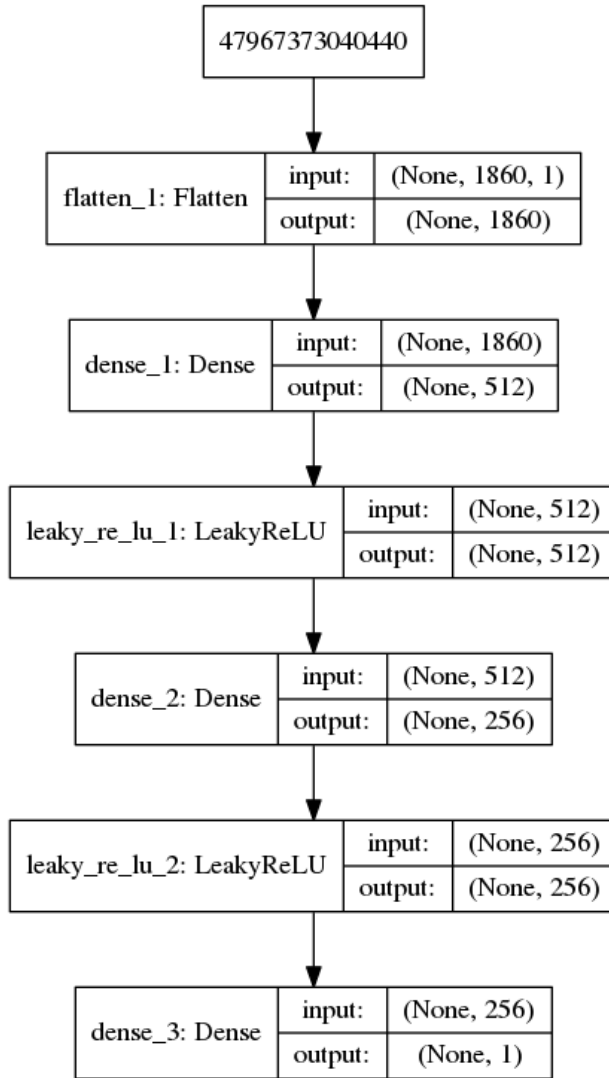 47967373040440
flatten_1: Flatten
input: (None, 1860, 1)
output: (None, 1860)
dense_1: Dense
input: (None, 1860)
output: (None, 512)
leaky_re_lu_1: LeakyReLU
input: (None, 512)
output: (None, 512)
dense_2: Dense
input: (None, 512)
output: (None, 256)
leaky_re_lu_2: LeakyReLU
input: (None, 256)
output: (None, 256)
dense_3: Dense
input: (None, 256)
output: (None, 1)